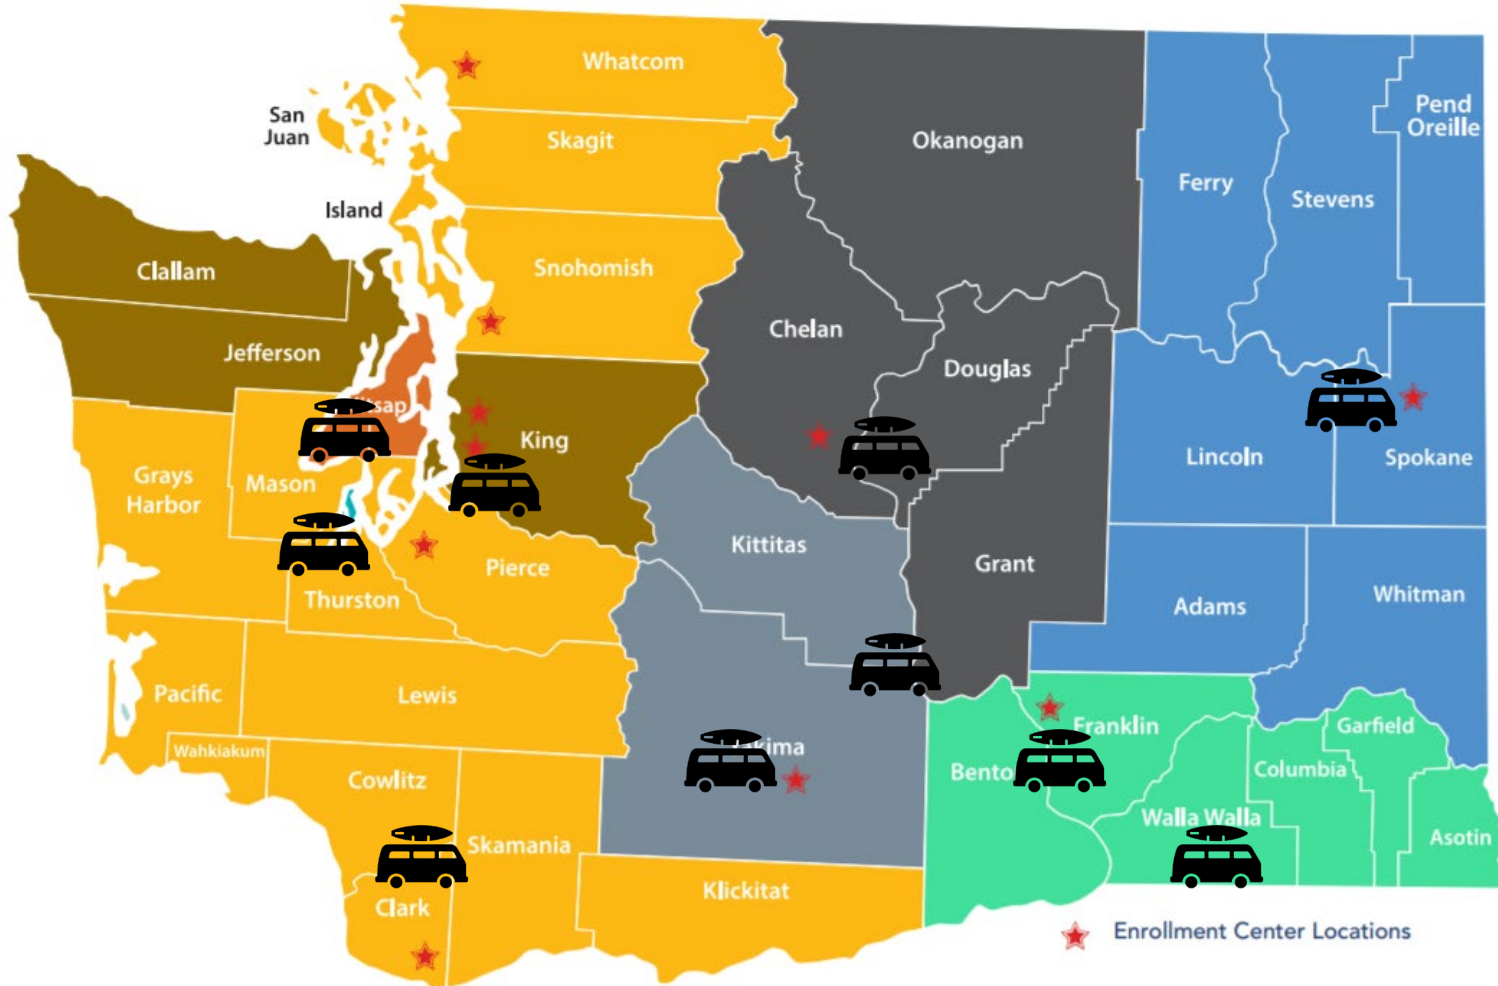 Whatcom
San
Juan
Skagit
Okanogan
Pend
Oreille
Ferry
Stevens
Island
Clallam
Snohomish
Jefferson
Chelan
Douglas
King
Grays
Harbor
Mason
Lincoln
Spokane
Kittitas
Grant
Pierce
Thurston
Adams
Whitman
Pacific
Lewis
Franklin
Garfield
Wahkiakum
Cowlitz
Columbia
Walla Walla
Skamania
Asotin
Klickitat
Clark
Enrollment Center Locations